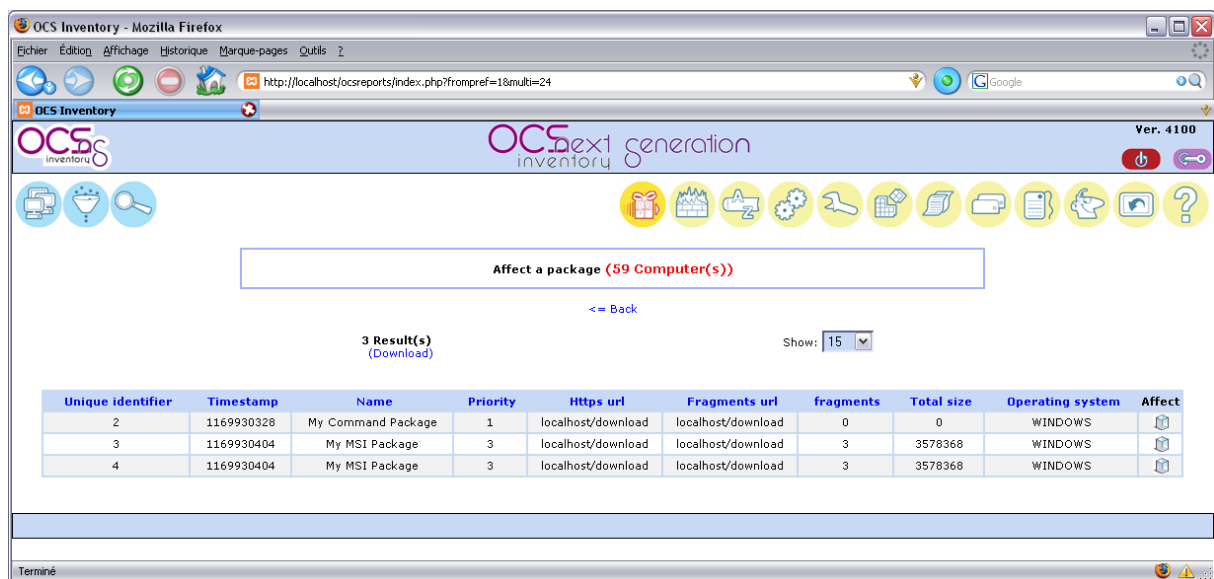 OCS Inventory - Mozilla Firefox
Fichier Édition Affichage Historique Marque-pages Outils ?
http://localhost/ocsreports/index.php?frompref=1&multi=24
G Google
OCS Inventory
OCS ng inventory
OCS inventory next generation
Ver. 4100
Affect a package (59 Computer(s))
<= Back
3 Result(s)
(Download)
Show: 15
Unique identifier Timestamp Name Priority Https url Fragments url fragments Total size Operating system Affect
2 1169930328 My Command Package 1 localhost/download localhost/download 0 0 WINDOWS
3 1169930404 My MSI Package 3 localhost/download localhost/download 3 3578368 WINDOWS
4 1169930404 My MSI Package 3 localhost/download localhost/download 3 3578368 WINDOWS
Terminé